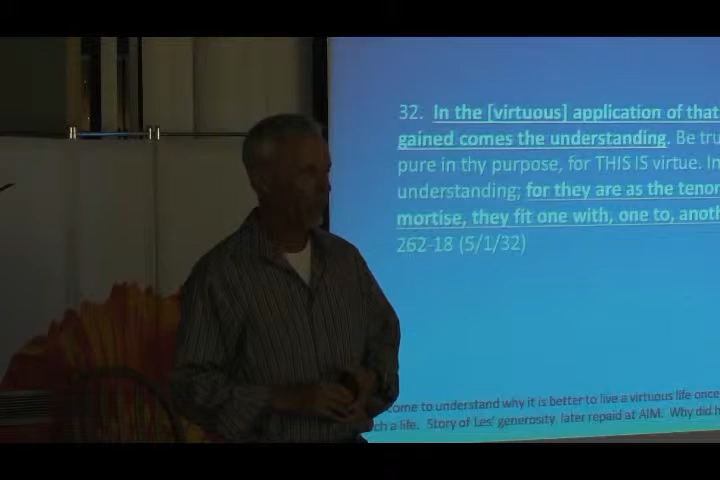 32. In the [virtuous] application of that
gained comes the understanding. Be tru
pure in thy purpose, for THIS IS virtue. In
understanding; for they are as the tenor
mortise, they fit one with, one to, anoth
262-18 (5/1/32)
come to understand why it is better to live a virtuous life once
ch a life. Story of Les' generosity, later repaid at AIM. Why did h